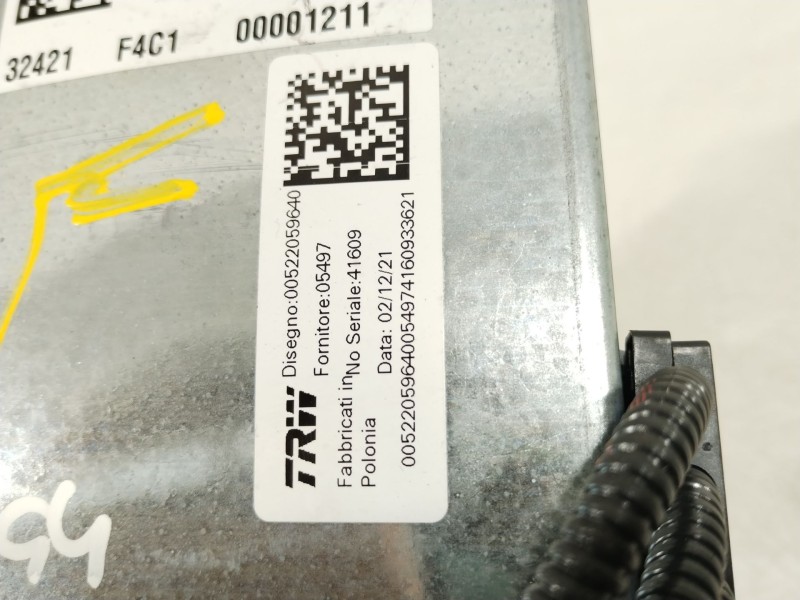 32421 F4C1 00001211
Disegno:00522059640
Fornitore:05497
No Seriale:41609
Data: 02/12/21
00522059640054974160933621
TRW
Fabbricati in
Polonia
94